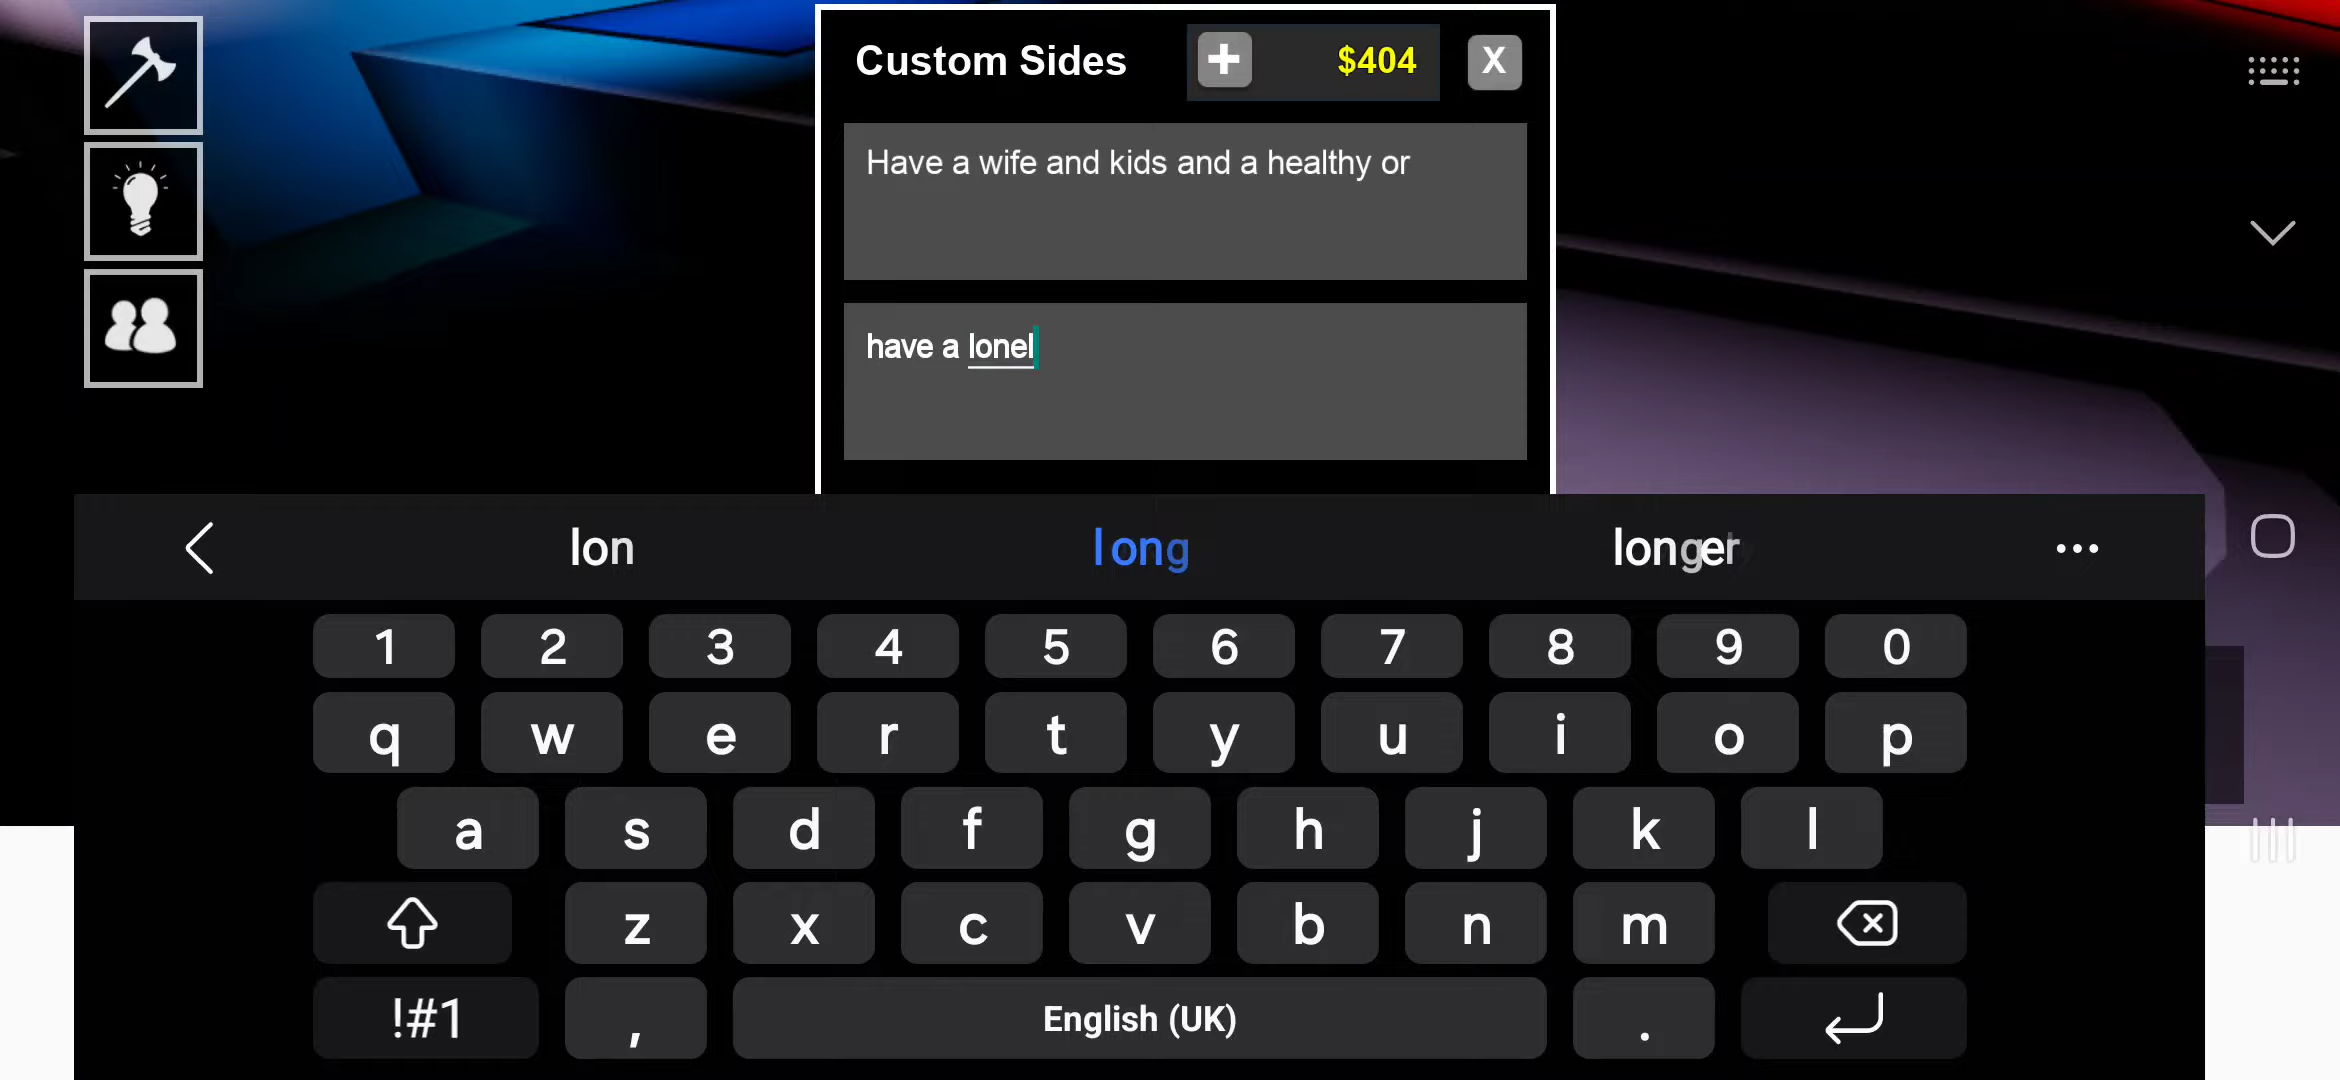 Custom Sides
+ $404 X
Have a wife and kids and a healthy or
have a lonel
lon long longer
1 2 3 4 5 6 7 8 9 0
q w e r t y u i o p
a s d f g h j k l
z x c v b n m
!#1 , English (UK) .